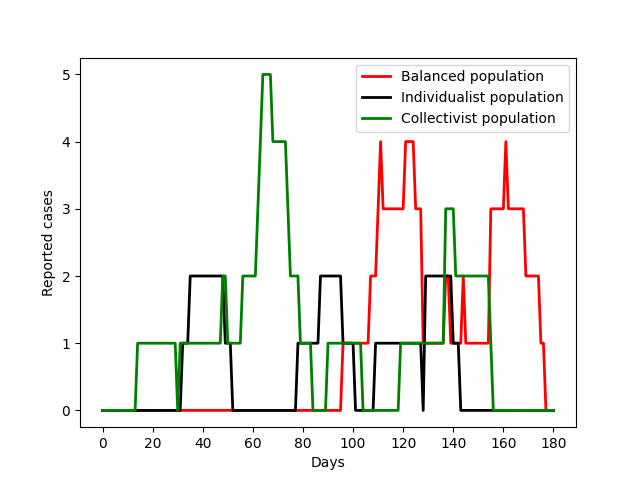 Balanced population
Individualist population
Collectivist population
5
4
3
2
1
0
Reported cases
0 20 40 60 80 100 120 140 160 180
Days